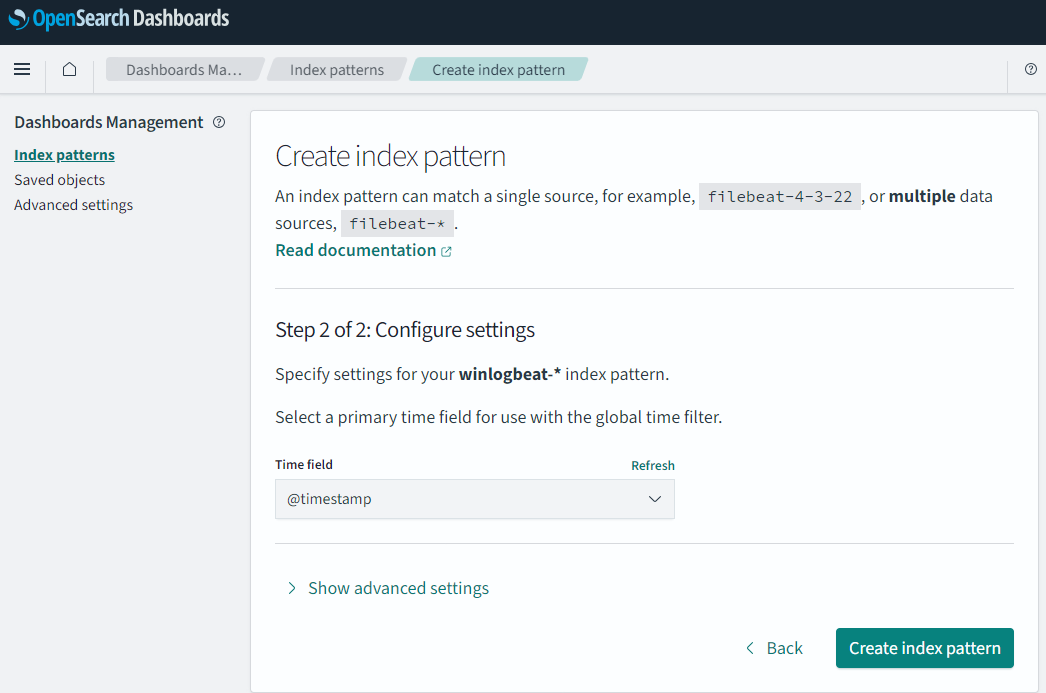 OpenSearch Dashboards
Dashboards Ma...
Index patterns
Create index pattern
Dashboards Management
Index patterns
Saved objects
Advanced settings
Create index pattern
An index pattern can match a single source, for example, filebeat-4-3-22 , or multiple data
sources, filebeat-* .
Read documentation
Step 2 of 2: Configure settings
Specify settings for your winlogbeat-* index pattern.
Select a primary time field for use with the global time filter.
Time field
Refresh
@timestamp
Show advanced settings
Back
Create index pattern